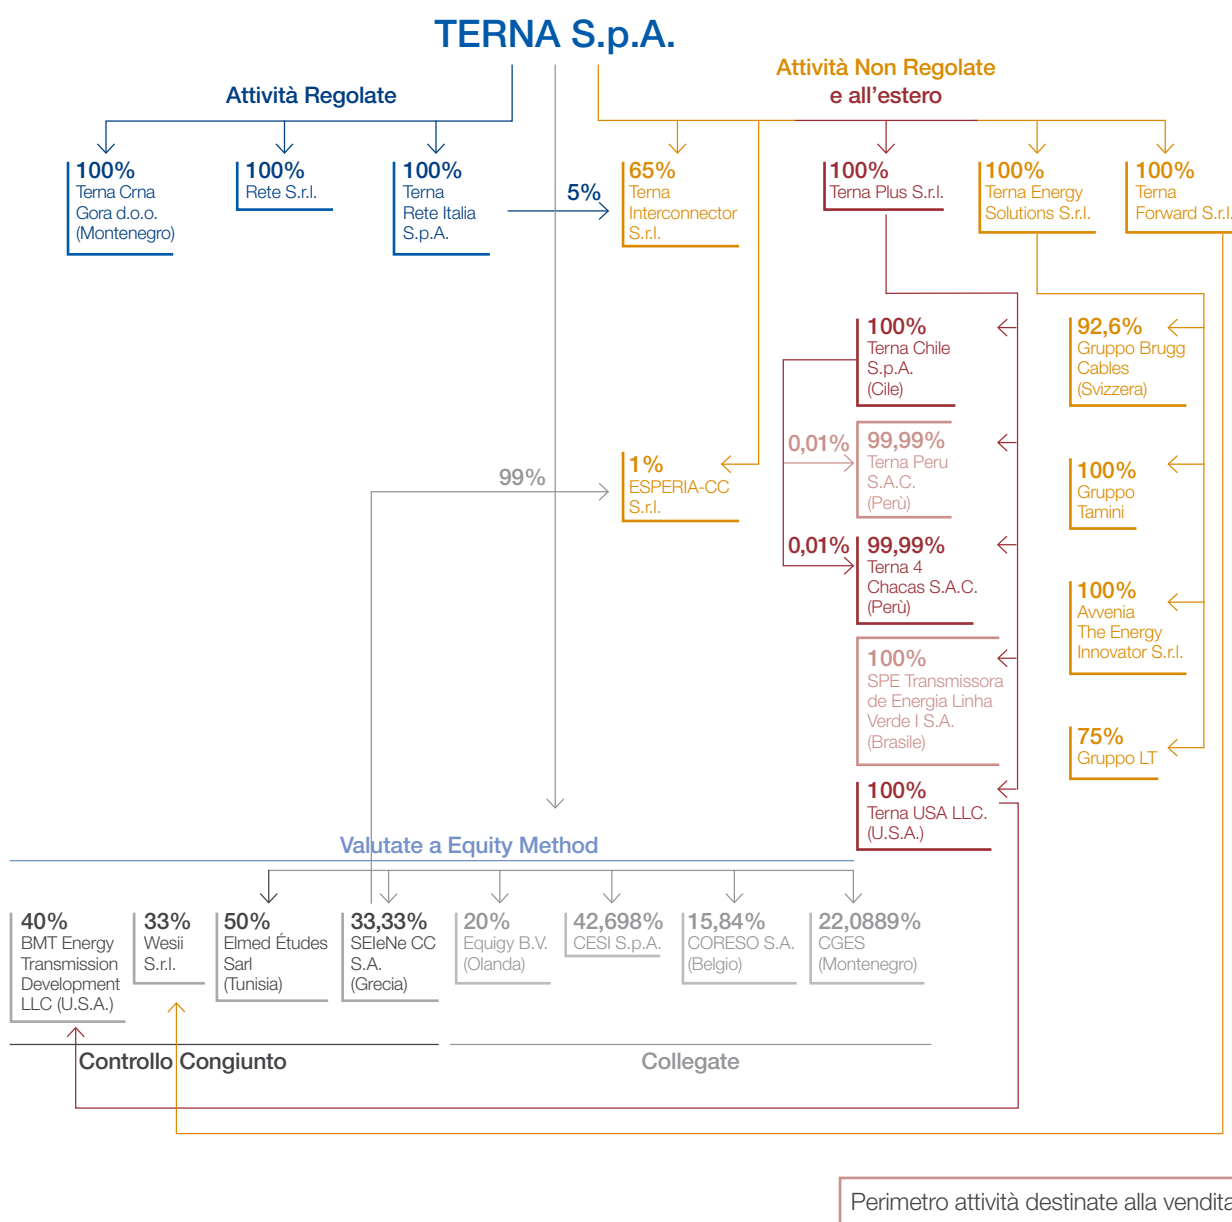 TERNA S.p.A.
Attività Regolate
Attività Non Regolate
e all'estero
100%
Terna Crna
Gora d.o.o.
(Montenegro)
100%
Rete S.r.l.
100%
Terna
Rete Italia
S.p.A.
5%
65%
Terna
Interconnector
S.r.l.
100%
Terna Plus S.r.l.
100%
Terna Energy
Solutions S.r.l.
100%
Terna
Forward S.r.l.
100%
Terna Chile
S.p.A.
(Cile)
92,6%
Gruppo Brugg
Cables
(Svizzera)
0,01%
99,99%
Terna Peru
S.A.C.
(Perù)
99%
1%
ESPERIA-CC
S.r.l.
100%
Gruppo
Tamini
0,01%
99,99%
Terna 4
Chacas S.A.C.
(Perù)
100%
Avvenia
The Energy
Innovator S.r.l.
100%
SPE Transmissora
de Energia Linha
Verde I S.A.
(Brasile)
75%
Gruppo LT
100%
Terna USA LLC.
(U.S.A.)
Valutate a Equity Method
40%
BMT Energy
Transmission
Development
LLC (U.S.A.)
33%
Wesii
S.r.l.
50%
Elmed Études
Sarl
(Tunisia)
33,33%
SEleNe CC
S.A.
(Grecia)
20%
Equigy B.V.
(Olanda)
42,698%
CESI S.p.A.
15,84%
CORESO S.A.
(Belgio)
22,0889%
CGES
(Montenegro)
Controllo Congiunto
Collegate
Perimetro attività destinate alla vendita